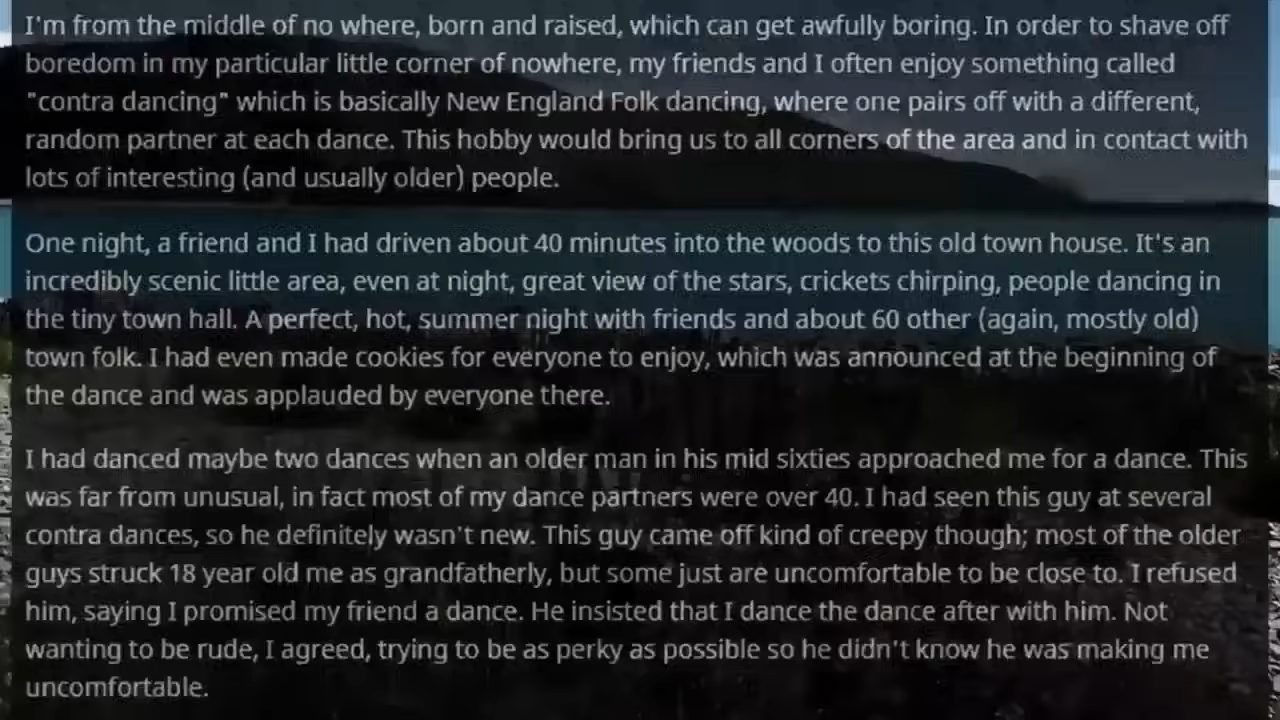 I'm from the middle of no where, born and raised, which can get awfully boring. In order to shave off
boredom in my particular little corner of nowhere, my friends and I often enjoy something called
"contra dancing" which is basically New England Folk dancing, where one pairs off with a different,
random partner at each dance. This hobby would bring us to all corners of the area and in contact with
lots of interesting (and usually older) people.
One night, a friend and I had driven about 40 minutes into the woods to this old town house. It's an
incredibly scenic little area, even at night, great view of the stars, crickets chirping, people dancing in
the tiny town hall. A perfect, hot, summer night with friends and about 60 other (again, mostly old)
town folk. I had even made cookies for everyone to enjoy, which was announced at the beginning of
the dance and was applauded by everyone there.
I had danced maybe two dances when an older man in his mid sixties approached me for a dance. This
was far from unusual, in fact most of my dance partners were over 40. I had seen this guy at several
contra dances, so he definitely wasn't new. This guy came off kind of creepy though; most of the older
guys struck 18 year old me as grandfatherly, but some just are uncomfortable to be close to. I refused
him, saying I promised my friend a dance. He insisted that I dance the dance after with him. Not
wanting to be rude, I agreed, trying to be as perky as possible so he didn't know he was making me
uncomfortable.